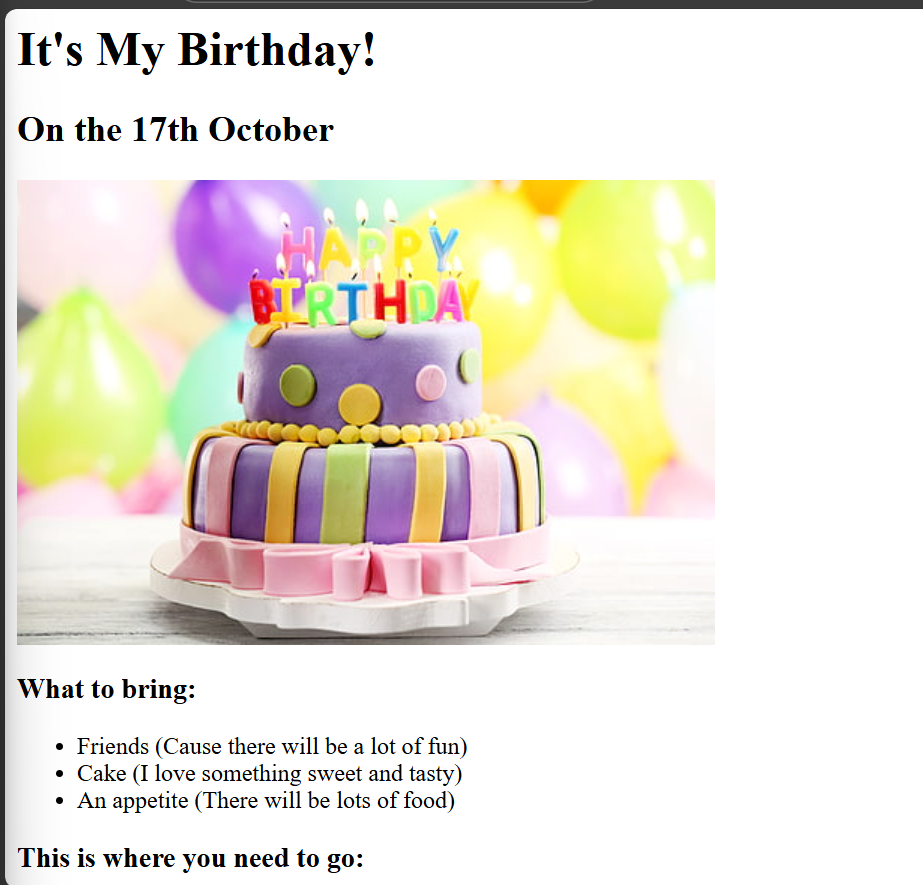 It's My Birthday!
On the 17th October
HAPPY
BIRTHDAY
What to bring:
Friends (Cause there will be a lot of fun)
Cake (I love something sweet and tasty)
An appetite (There will be lots of food)
This is where you need to go: